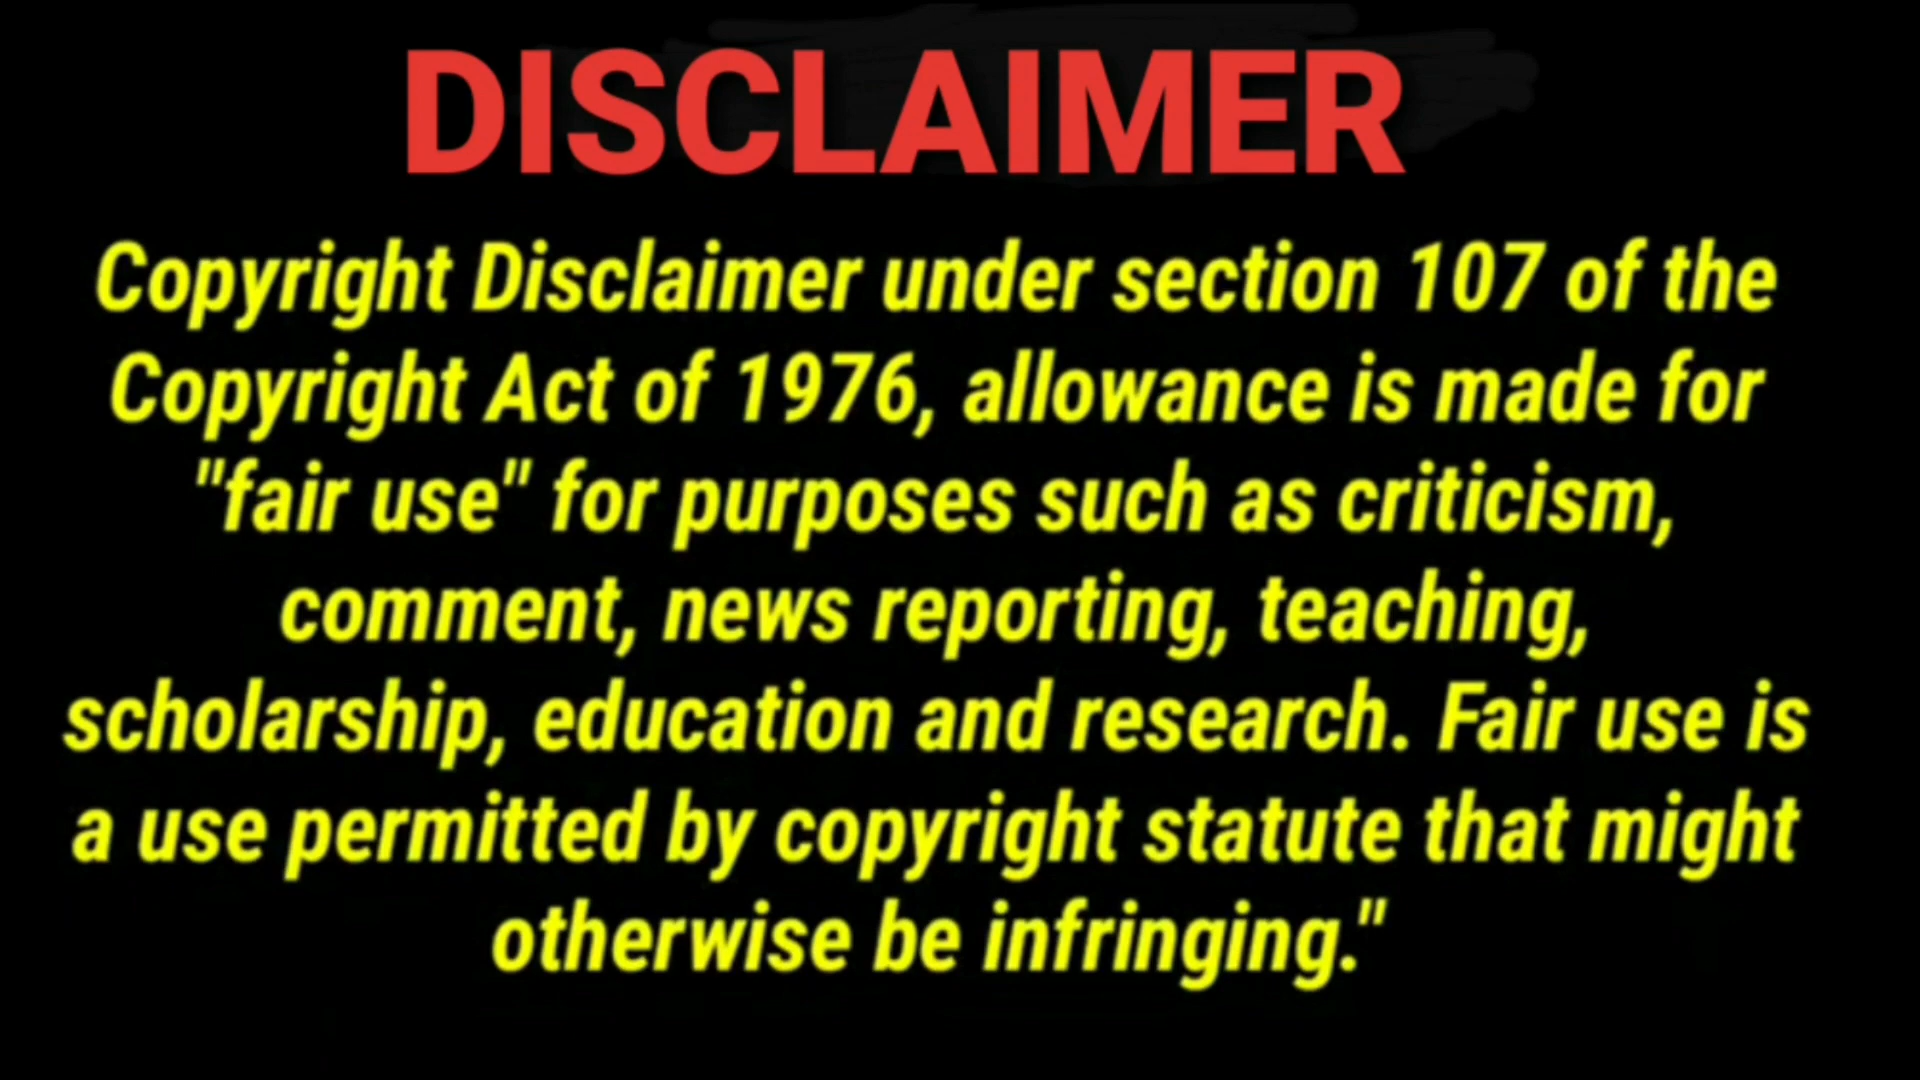 DISCLAIMER
Copyright Disclaimer under section 107 of the
Copyright Act of 1976, allowance is made for
"fair use" for purposes such as criticism,
comment, news reporting, teaching,
scholarship, education and research. Fair use is
a use permitted by copyright statute that might
otherwise be infringing."